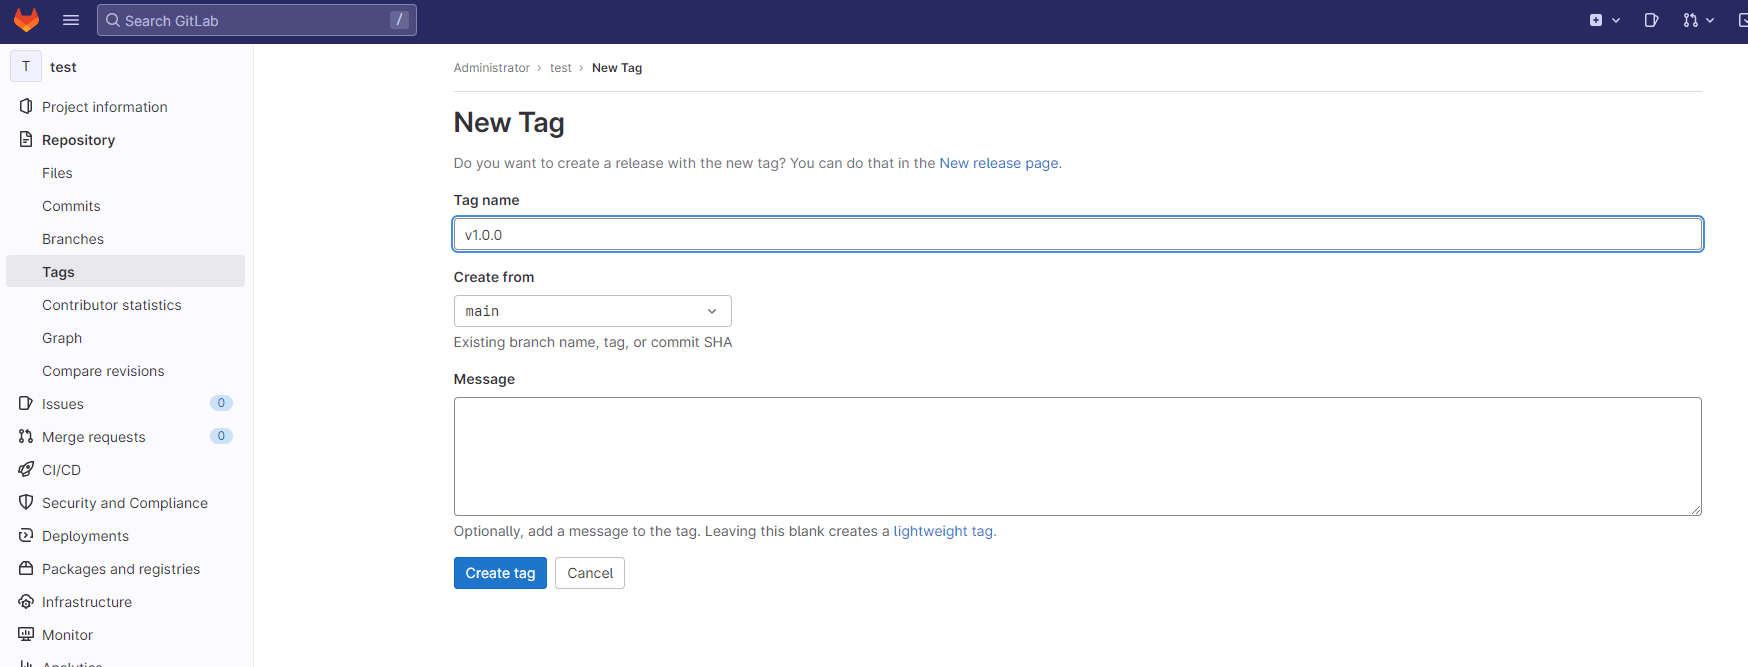 Search GitLab /
T test
Project information
Repository
Files
Commits
Branches
Tags
Contributor statistics
Graph
Compare revisions
Issues 0
Merge requests 0
CI/CD
Security and Compliance
Deployments
Packages and registries
Infrastructure
Monitor
Analytics
Administrator › test › New Tag
New Tag
Do you want to create a release with the new tag? You can do that in the New release page.
Tag name
v1.0.0
Create from
main
Existing branch name, tag, or commit SHA
Message
Optionally, add a message to the tag. Leaving this blank creates a lightweight tag.
Create tag Cancel